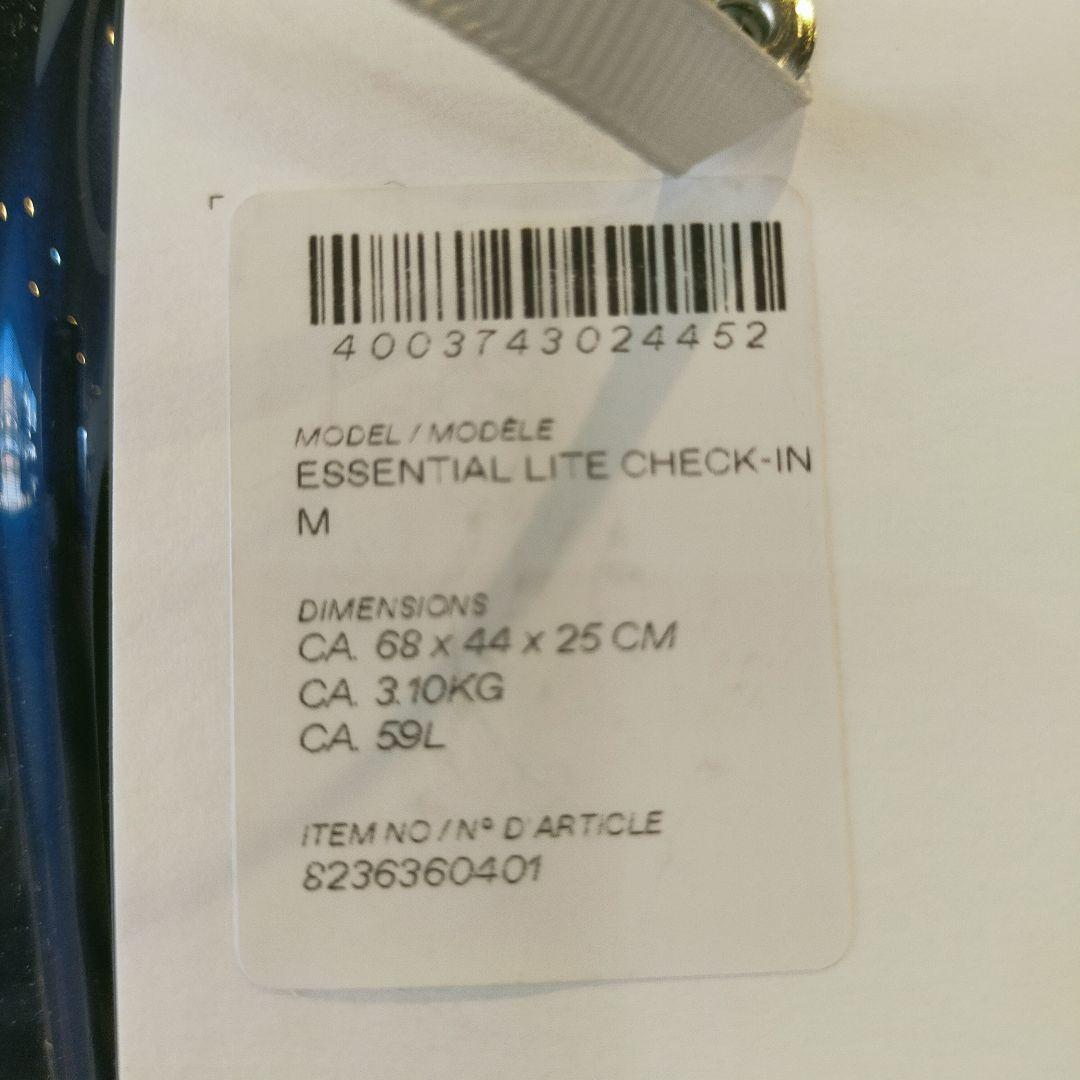 4003743024452
MODEL / MODÈLE
ESSENTIAL LITE CHECK-IN
M
DIMENSIONS
CA. 68 x 44 x 25 CM
CA. 3.10KG
CA. 59L
ITEM NO / Nº D'ARTICLE
8236360401